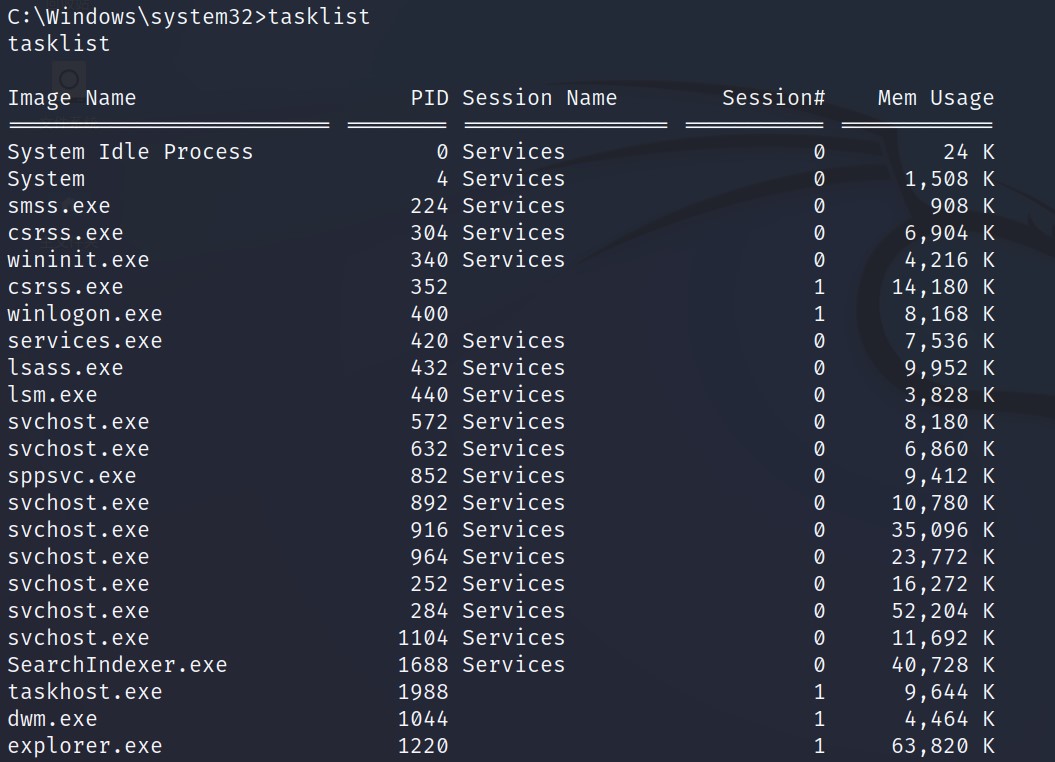 C:\Windows\system32>tasklist
tasklist
Image Name PID Session Name Session# Mem Usage
========================= ======== ================ =========== ============
System Idle Process 0 Services 0 24 K
System 4 Services 0 1,508 K
smss.exe 224 Services 0 908 K
csrss.exe 304 Services 0 6,904 K
wininit.exe 340 Services 0 4,216 K
csrss.exe 352 1 14,180 K
winlogon.exe 400 1 8,168 K
services.exe 420 Services 0 7,536 K
lsass.exe 432 Services 0 9,952 K
lsm.exe 440 Services 0 3,828 K
svchost.exe 572 Services 0 8,180 K
svchost.exe 632 Services 0 6,860 K
sppsvc.exe 852 Services 0 9,412 K
svchost.exe 892 Services 0 10,780 K
svchost.exe 916 Services 0 35,096 K
svchost.exe 964 Services 0 23,772 K
svchost.exe 252 Services 0 16,272 K
svchost.exe 284 Services 0 52,204 K
svchost.exe 1104 Services 0 11,692 K
SearchIndexer.exe 1688 Services 0 40,728 K
taskhost.exe 1988 1 9,644 K
dwm.exe 1044 1 4,464 K
explorer.exe 1220 1 63,820 K